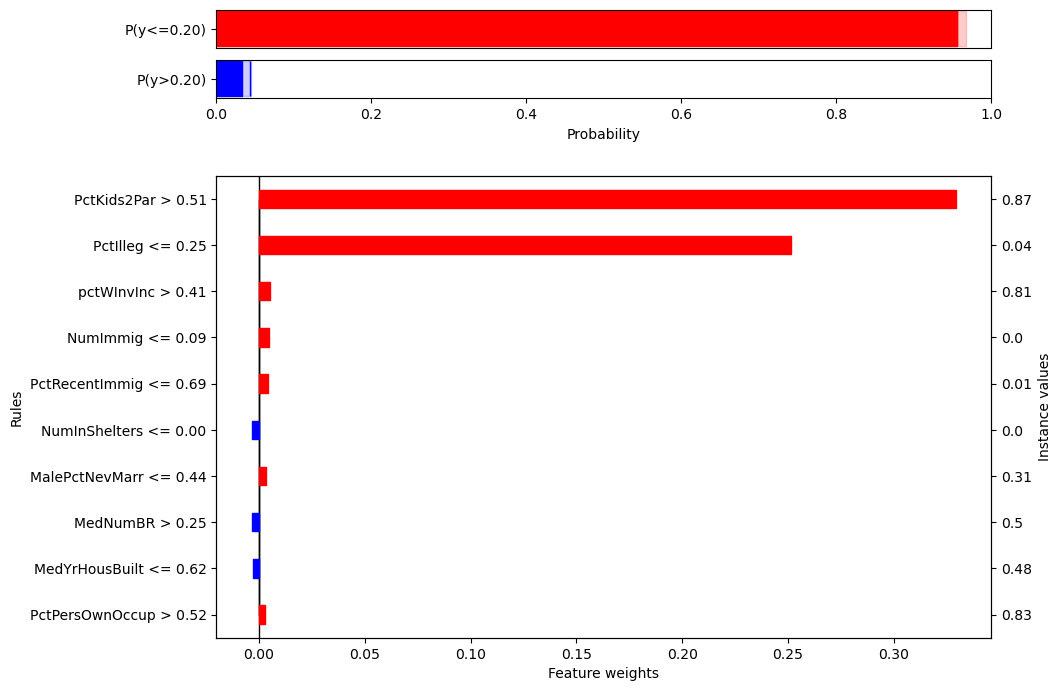 P(y<=0.20)
P(y>0.20)
0.0 0.2 0.4 0.6 0.8 1.0
Probability
Rules
PctKids2Par > 0.51 0.87
PctIlleg <= 0.25 0.04
pctWInvInc > 0.41 0.81
NumImmig <= 0.09 0.0
PctRecentImmig <= 0.69 0.01
NumInShelters <= 0.00 0.0
MalePctNevMarr <= 0.44 0.31
MedNumBR > 0.25 0.5
MedYrHousBuilt <= 0.62 0.48
PctPersOwnOccup > 0.52 0.83
Instance values
0.00 0.05 0.10 0.15 0.20 0.25 0.30
Feature weights